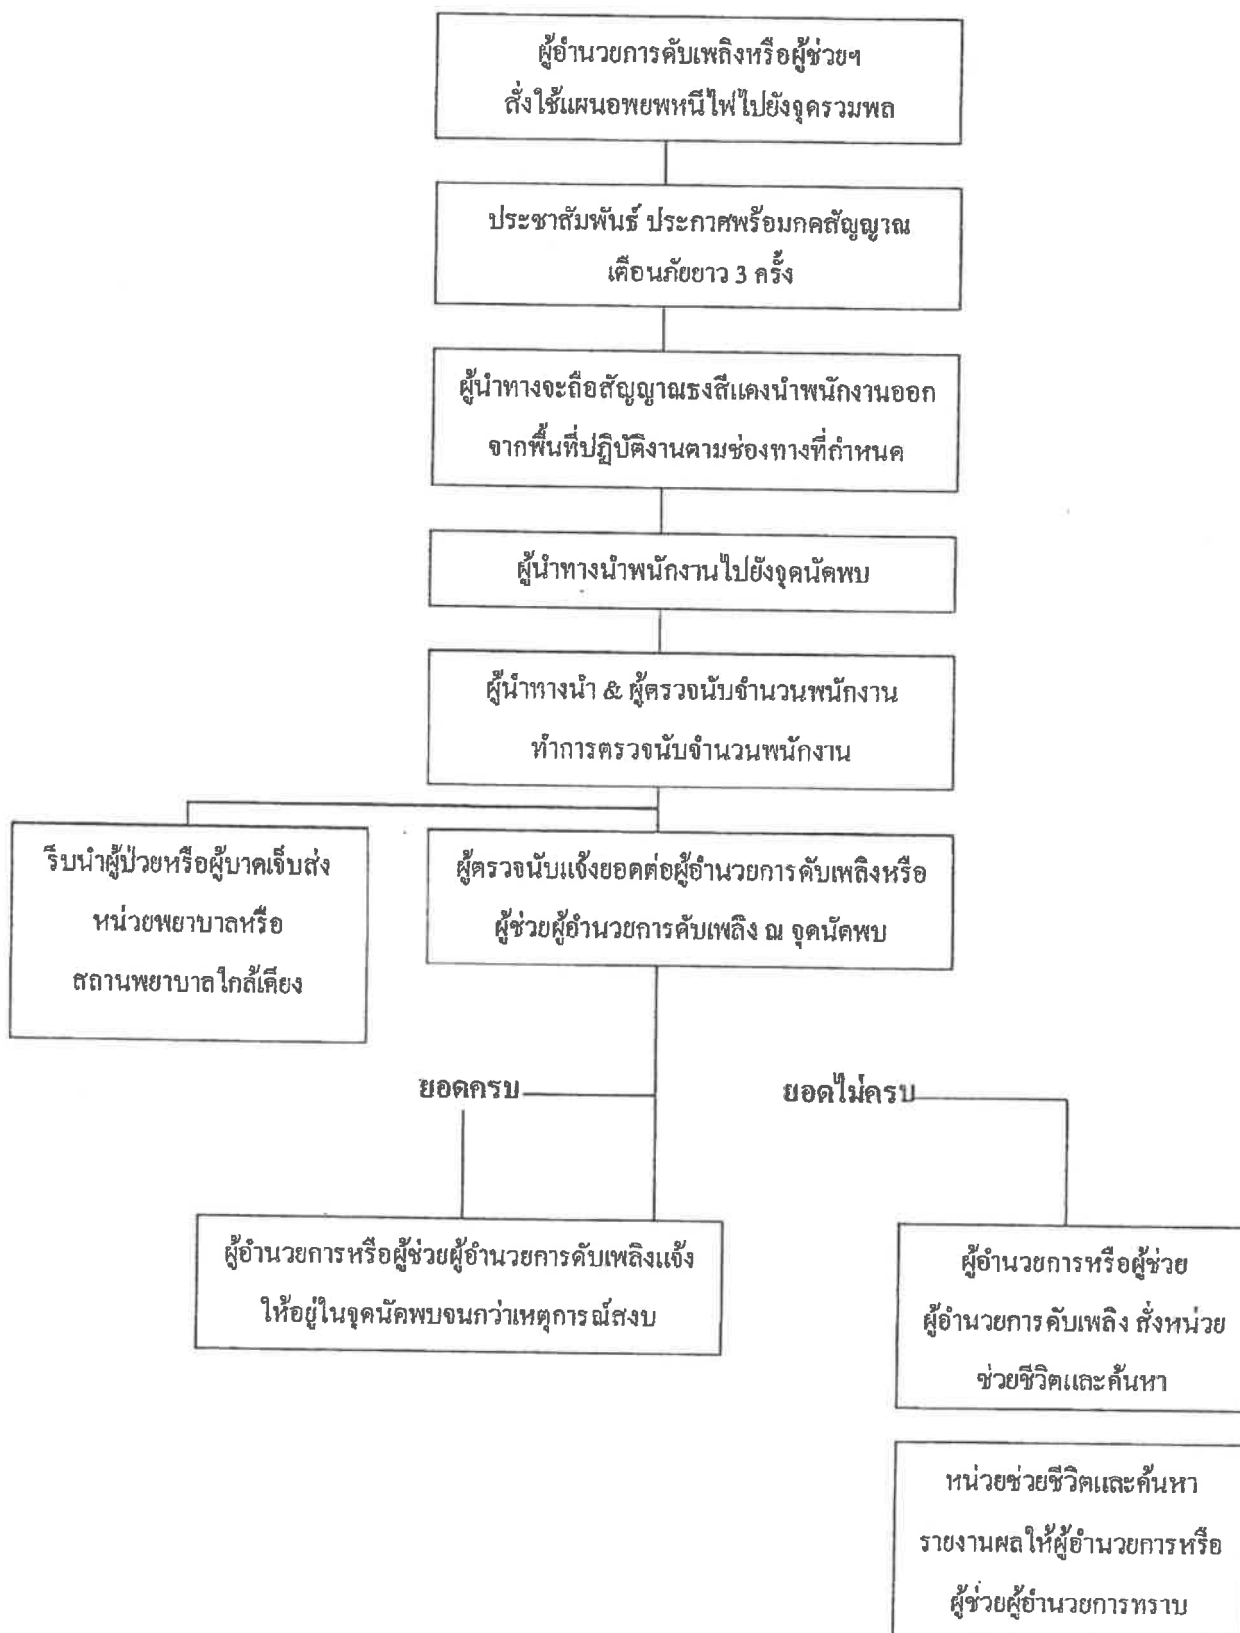 ผู้อำนวยการดับเพลิงหรือผู้ช่วยฯ
สั่งใช้แผนอพยพหนีไฟไปยังจุดรวมพล
ประชาสัมพันธ์ ประกาศพร้อมกดสัญญาณ
เตือนภัยยาว 3 ครั้ง
ผู้นำทางจะถือสัญญาณธงสีแดงนำพนักงานออก
จากพื้นที่ปฏิบัติงานตามช่องทางที่กำหนด
ผู้นำทางนำพนักงานไปยังจุดนัดพบ
ผู้นำทางนำ & ผู้ตรวจนับจำนวนพนักงาน
ทำการตรวจนับจำนวนพนักงาน
รีบนำผู้ป่วยหรือผู้บาดเจ็บส่ง
หน่วยพยาบาลหรือ
สถานพยาบาลใกล้เคียง
ผู้ตรวจนับแจ้งยอดต่อผู้อำนวยการดับเพลิงหรือ
ผู้ช่วยผู้อำนวยการดับเพลิง ณ จุดนัดพบ
ยอดครบ
ยอดไม่ครบ
ผู้อำนวยการหรือผู้ช่วยผู้อำนวยการดับเพลิงแจ้ง
ให้อยู่ในจุดนัดพบจนกว่าเหตุการณ์สงบ
ผู้อำนวยการหรือผู้ช่วย
ผู้อำนวยการดับเพลิง สั่งหน่วย
ช่วยชีวิตและค้นหา
หน่วยช่วยชีวิตและค้นหา
รายงานผลให้ผู้อำนวยการหรือ
ผู้ช่วยผู้อำนวยการทราบ